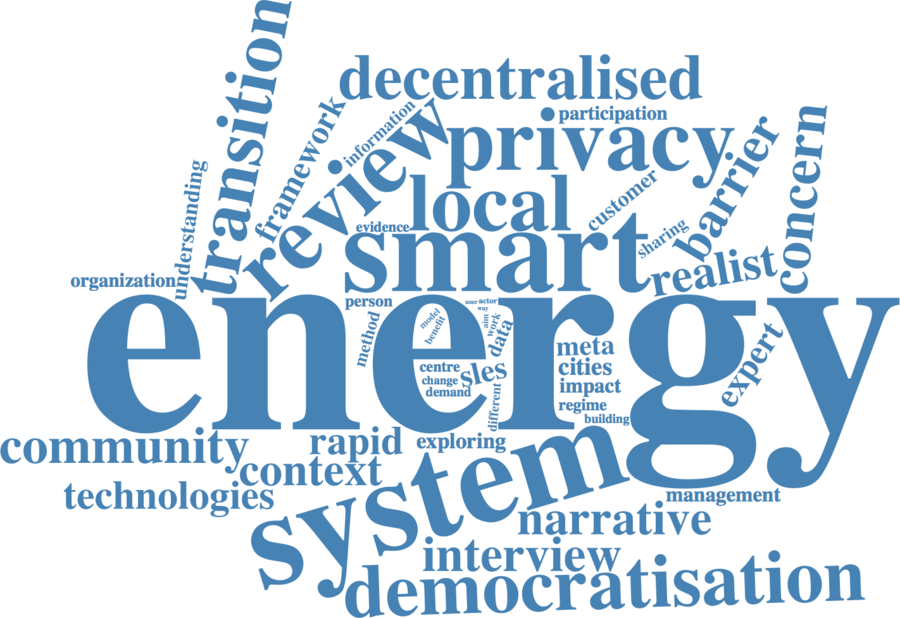 transition
decentralised
participation
information
framework
review
privacy
barrier
concern
understanding
local
customer
evidence
smart
sharing
realist
organization
energy
person
user
actor
way
model
benefit
aim
work
method
data
meta
expert
centre
sles
cities
change
impact
demand
different
regime
building
community
rapid
exploring
context
system
technologies
management
narrative
interview
democratisation